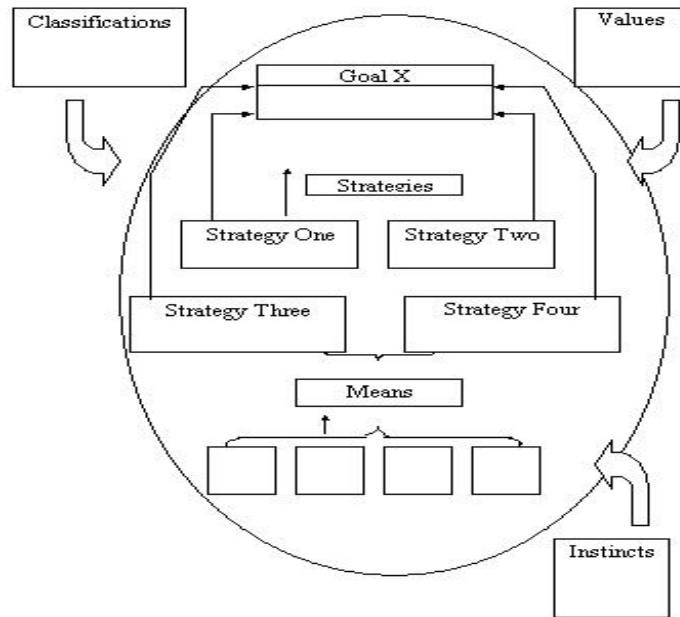 Classifications
Values
Goal X
Strategies
Strategy One
Strategy Two
Strategy Three
Strategy Four
Means
Instincts